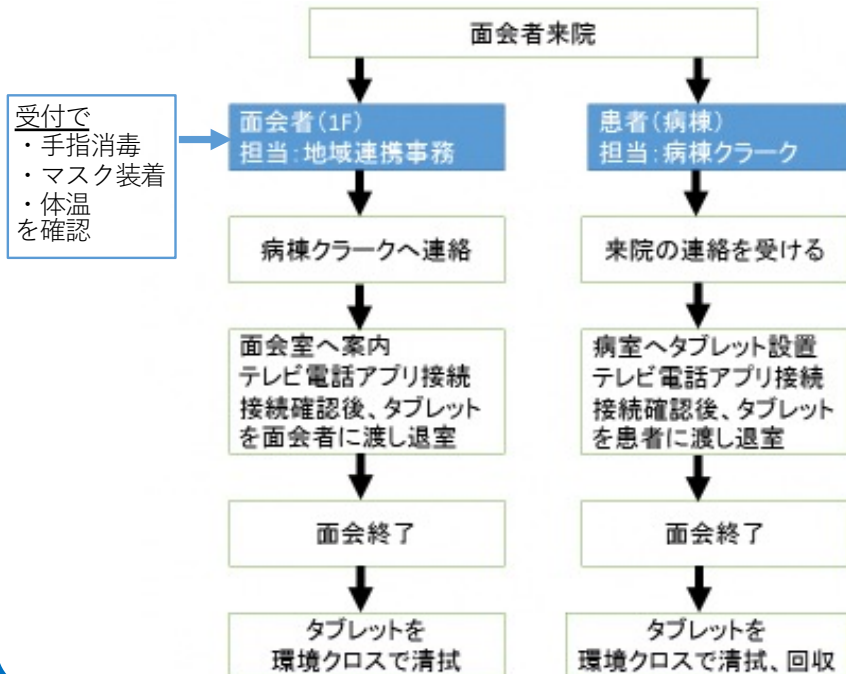 面会者来院
受付で
・手指消毒
・マスク装着
・体温
を確認
面会者(1F)
担当:地域連携事務
患者(病棟)
担当:病棟クラーク
病棟クラークへ連絡
来院の連絡を受ける
面会室へ案内
テレビ電話アプリ接続
接続確認後、タブレット
を面会者に渡し退室
病室へタブレット設置
テレビ電話アプリ接続
接続確認後、タブレット
を患者に渡し退室
面会終了
面会終了
タブレットを
環境クロスで清拭
タブレットを
環境クロスで清拭、回収